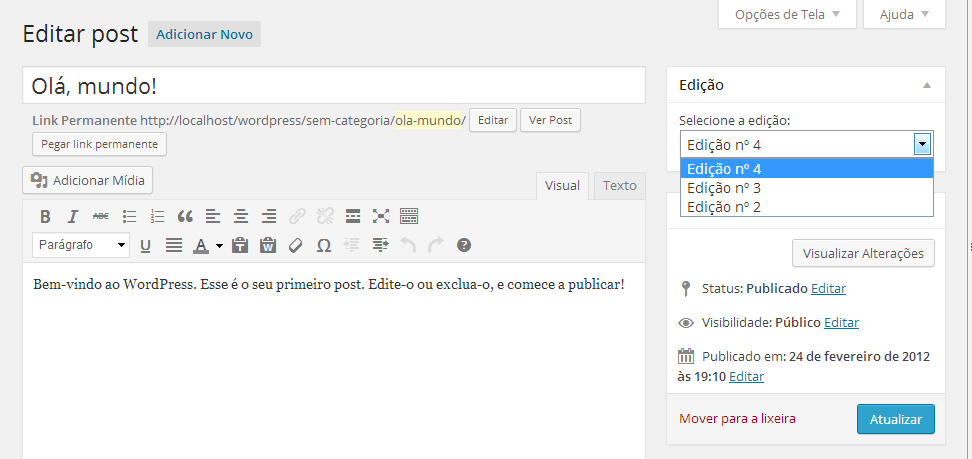 Opções de Tela
Ajuda
Editar post
Adicionar Novo
Olá, mundo!
Link Permanente http://localhost/wordpress/sem-categoria/ola-mundo/ Editar Ver Post
Pegar link permanente
Adicionar Mídia
Visual
Texto
B I ABC
Parágrafo
U A T W Ω ?
Bem-vindo ao WordPress. Esse é o seu primeiro post. Edite-o ou exclua-o, e comece a publicar!
Edição
Selecione a edição:
Edição nº 4
Edição nº 4
Edição nº 3
Edição nº 2
Visualizar Alterações
Status: Publicado Editar
Visibilidade: Público Editar
Publicado em: 24 de fevereiro de 2012
às 19:10 Editar
Mover para a lixeira
Atualizar